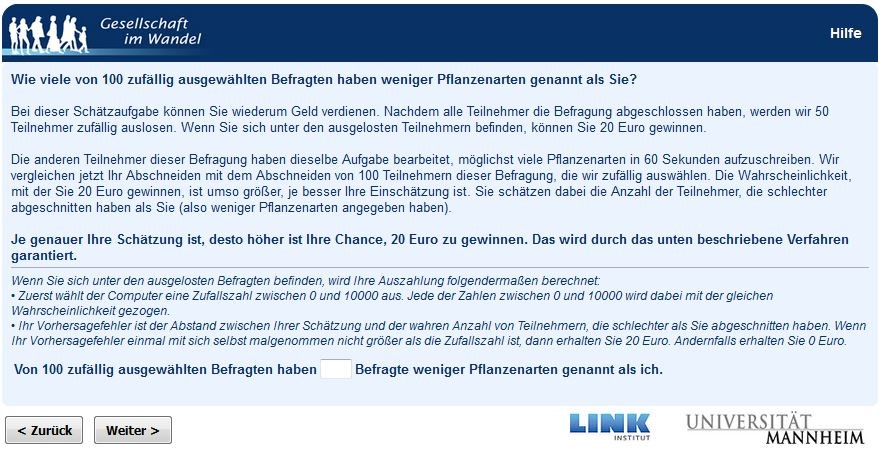 Gesellschaft
im Wandel
Hilfe
Wie viele von 100 zufällig ausgewählten Befragten haben weniger Pflanzenarten genannt als Sie?
Bei dieser Schätzaufgabe können Sie wiederum Geld verdienen. Nachdem alle Teilnehmer die Befragung abgeschlossen haben, werden wir 50
Teilnehmer zufällig auslosen. Wenn Sie sich unter den ausgelosten Teilnehmern befinden, können Sie 20 Euro gewinnen.
Die anderen Teilnehmer dieser Befragung haben dieselbe Aufgabe bearbeitet, möglichst viele Pflanzenarten in 60 Sekunden aufzuschreiben. Wir
vergleichen jetzt Ihr Abschneiden mit dem Abschneiden von 100 Teilnehmern dieser Befragung, die wir zufällig auswählen. Die Wahrscheinlichkeit,
mit der Sie 20 Euro gewinnen, ist umso größer, je besser Ihre Einschätzung ist. Sie schätzen dabei die Anzahl der Teilnehmer, die schlechter
abgeschnitten haben als Sie (also weniger Pflanzenarten angegeben haben).
Je genauer Ihre Schätzung ist, desto höher ist Ihre Chance, 20 Euro zu gewinnen. Das wird durch das unten beschriebene Verfahren
garantiert.
Wenn Sie sich unter den ausgelosten Befragten befinden, wird Ihre Auszahlung folgendermaßen berechnet:
• Zuerst wählt der Computer eine Zufallszahl zwischen 0 und 10000 aus. Jede der Zahlen zwischen 0 und 10000 wird dabei mit der gleichen
Wahrscheinlichkeit gezogen.
• Ihr Vorhersagefehler ist der Abstand zwischen Ihrer Schätzung und der wahren Anzahl von Teilnehmern, die schlechter als Sie abgeschnitten haben. Wenn
Ihr Vorhersagefehler einmal mit sich selbst malgenommen nicht größer als die Zufallszahl ist, dann erhalten Sie 20 Euro. Andernfalls erhalten Sie 0 Euro.
Von 100 zufällig ausgewählten Befragten haben Befragte weniger Pflanzenarten genannt als ich.
< Zurück Weiter >
LINK
INSTITUT
UNIVERSITÄT
MANNHEIM